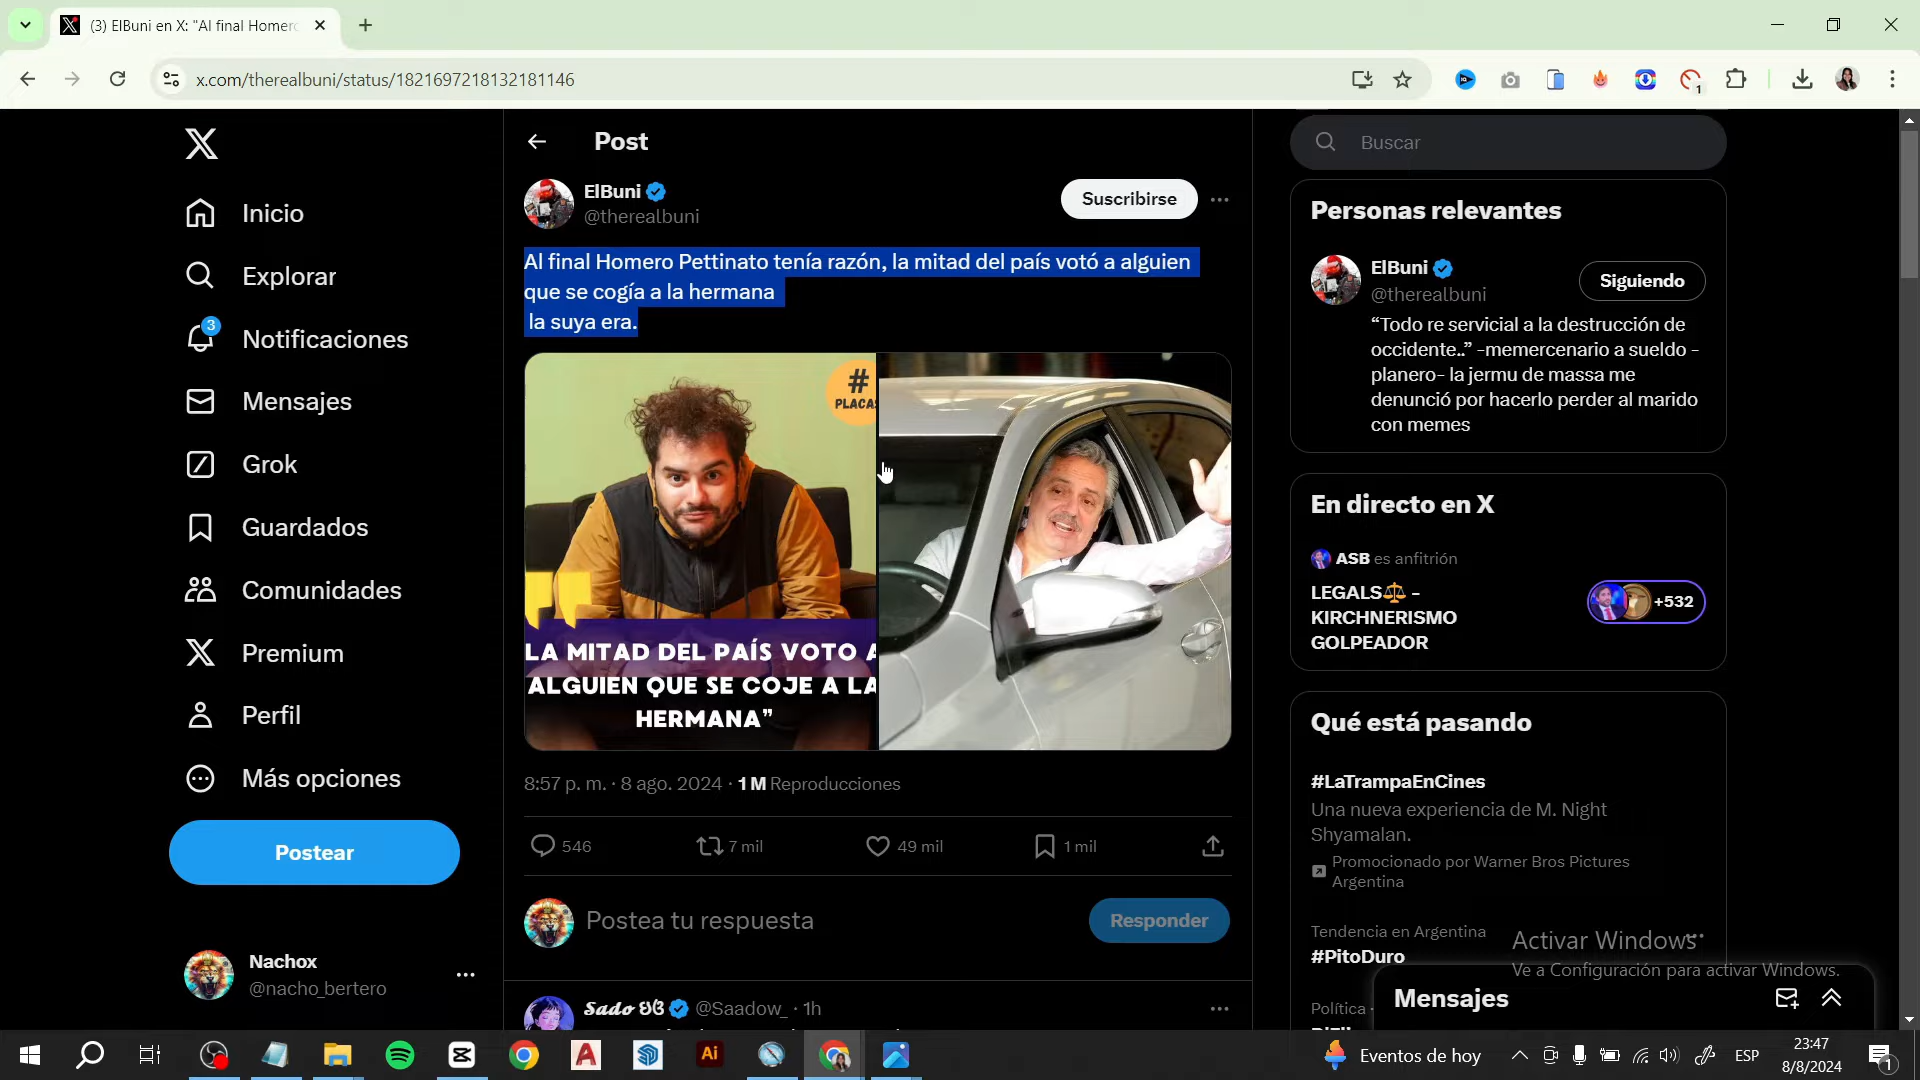 (3) ElBuni en X: "Al final Homero
x.com/therealbuni/status/1821697218132181146
1
X
Inicio
Explorar
3
Notificaciones
Mensajes
Grok
Guardados
Comunidades
Premium
Perfil
Más opciones
Postear
Nachox
@nacho_bertero
Post
ElBuni
@therealbuni
Suscribirse
Al final Homero Pettinato tenía razón, la mitad del país votó a alguien
que se cogía a la hermana
la suya era.
#
PLACAS
LA MITAD DEL PAÍS VOTO A
ALGUIEN QUE SE COJE A LA
HERMANA”
8:57 p. m. · 8 ago. 2024 · 1 M Reproducciones
546
7 mil
49 mil
1 mil
Postea tu respuesta
Responder
@Saadow_ · 1h
Buscar
Personas relevantes
ElBuni
@therealbuni
Siguiendo
“Todo re servicial a la destrucción de
occidente..” -memercenario a sueldo -
planero- la jermu de massa me
denunció por hacerlo perder al marido
con memes
En directo en X
ASB es anfitrión
LEGALS⚖️ -
KIRCHNERISMO
GOLPEADOR
+532
Qué está pasando
#LaTrampaEnCines
Una nueva experiencia de M. Night
Shyamalan.
Promocionado por Warner Bros Pictures
Argentina
Tendencia en Argentina
#PitoDuro
Política ·
Activar Windows
Ve a Configuración para activar Windows.
Mensajes
Ai
Eventos de hoy
ESP
23:47
8/8/2024
1